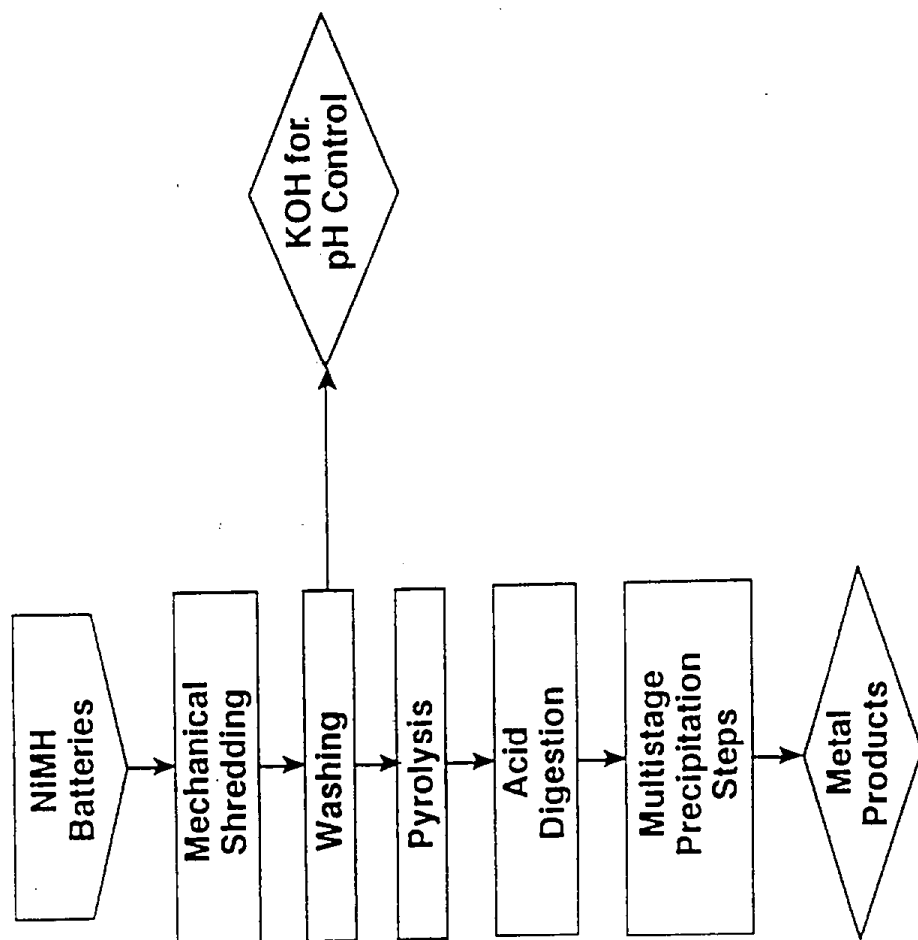 NiMH
Batteries
Mechanical
Shredding
Washing
KOH for.
pH Control
Pyrolysis
Acid
Digestion
Multistage
Precipitation
Steps
Metal
Products